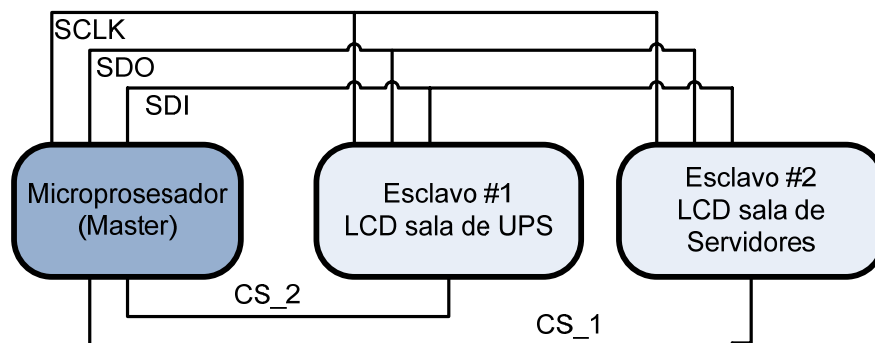 SCLK
SDO
SDI
Microprosesador
(Master)
Esclavo #1
LCD sala de UPS
Esclavo #2
LCD sala de
Servidores
CS_2
CS_1